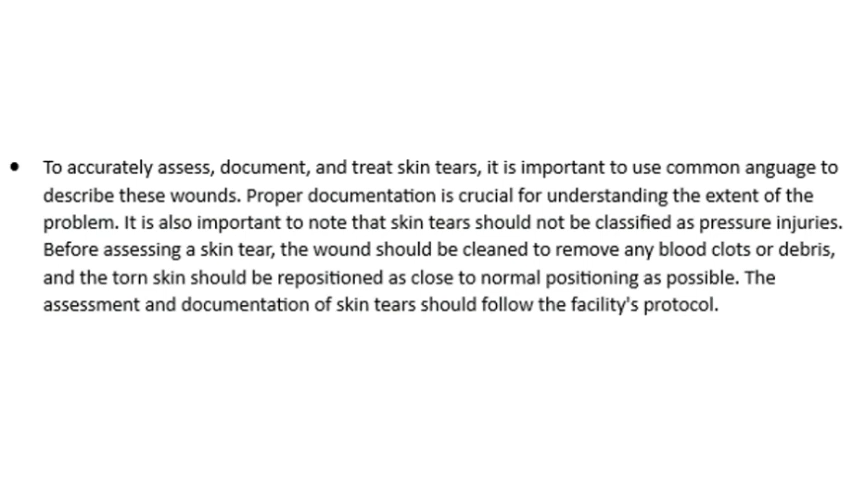 • To accurately assess, document, and treat skin tears, it is important to use common anguage to
describe these wounds. Proper documentation is crucial for understanding the extent of the
problem. It is also important to note that skin tears should not be classified as pressure injuries.
Before assessing a skin tear, the wound should be cleaned to remove any blood clots or debris,
and the torn skin should be repositioned as close to normal positioning as possible. The
assessment and documentation of skin tears should follow the facility's protocol.